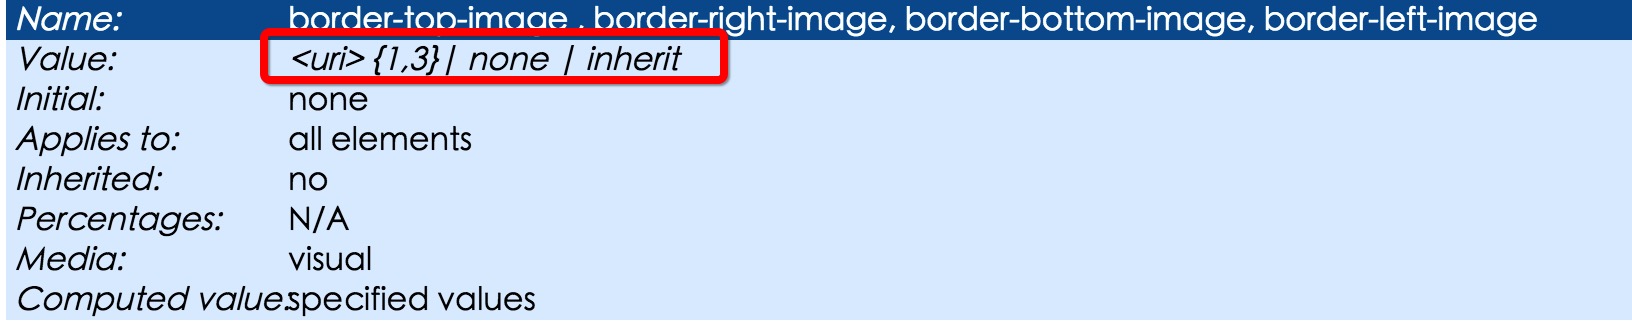 Name: border-top-image , border-right-image, border-bottom-image, border-left-image
Value: <uri> {1,3}| none | inherit
Initial: none
Applies to: all elements
Inherited: no
Percentages: N/A
Media: visual
Computed value:specified values